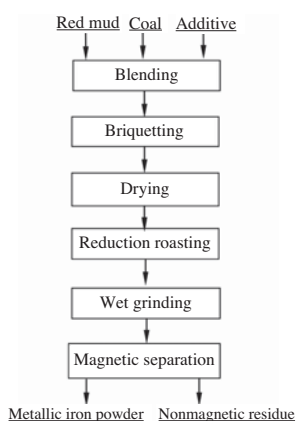 Red mud Coal Additive
Blending
Briquetting
Drying
Reduction roasting
Wet grinding
Magnetic separation
Metallic iron powder Nonmagnetic residue